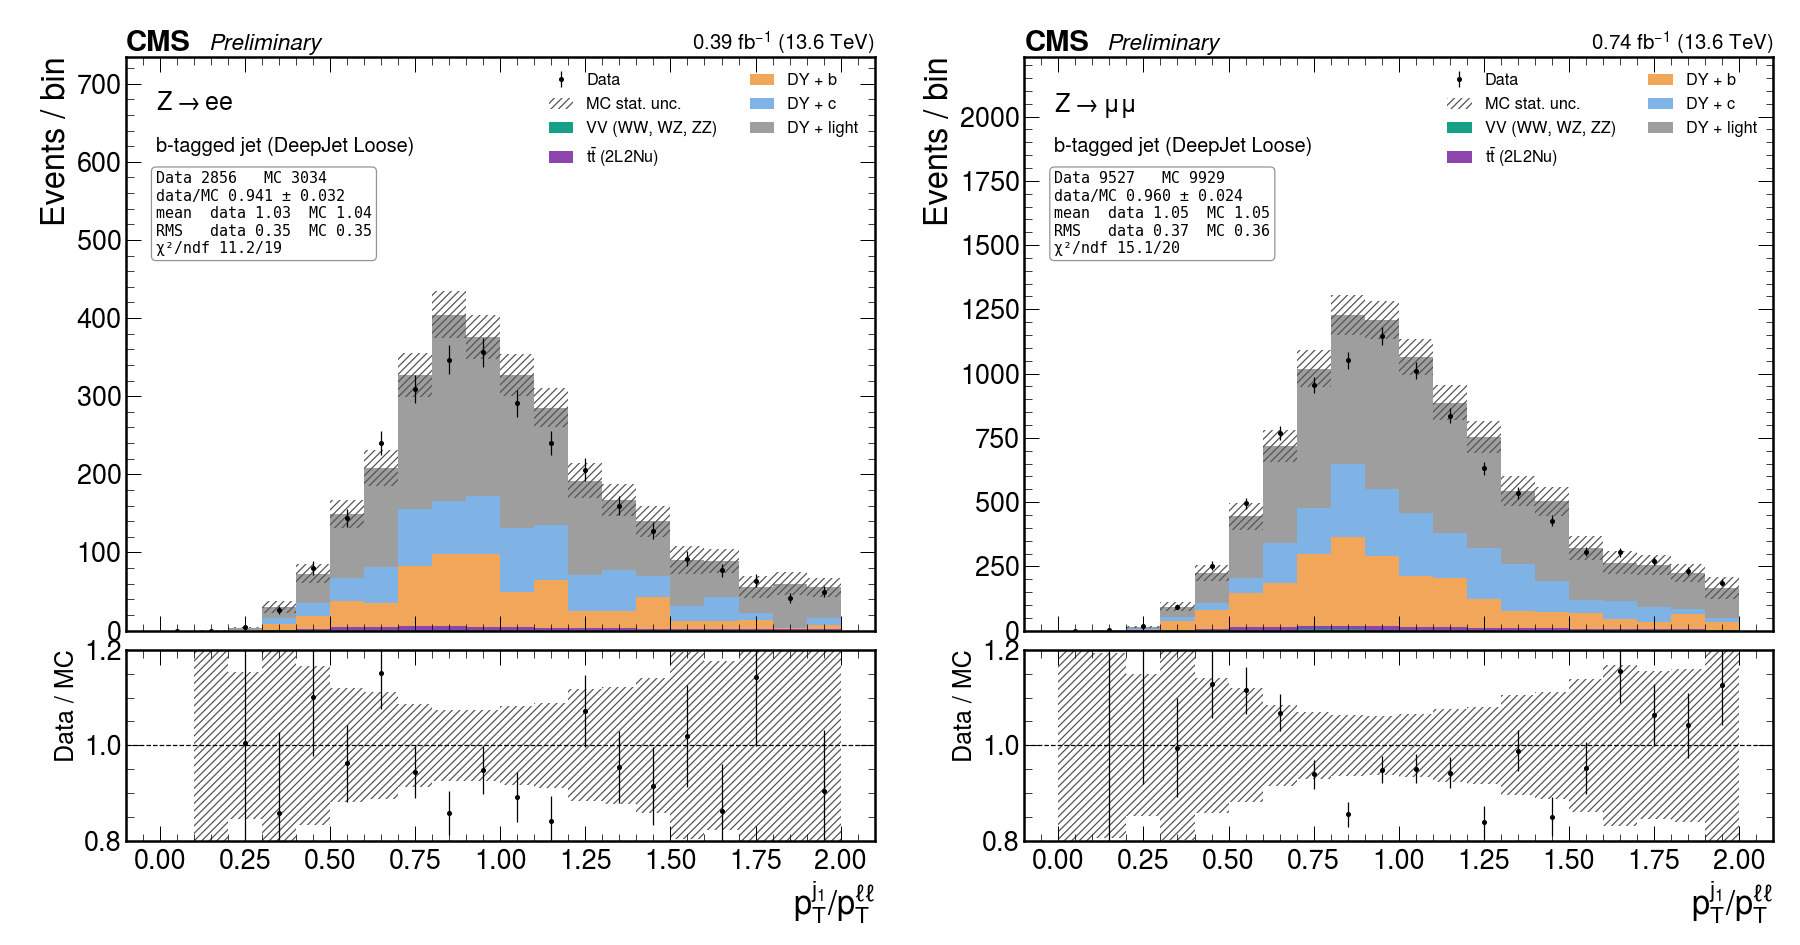 CMS Preliminary 0.39 fb⁻¹ (13.6 TeV)
Events / bin
700
600
500
400
300
200
100
0
Z → ee
b-tagged jet (DeepJet Loose)
Data 2856 MC 3034
data/MC 0.941 ± 0.032
mean data 1.03 MC 1.04
RMS data 0.35 MC 0.35
χ²/ndf 11.2/19
Data
MC stat. unc.
VV (WW, WZ, ZZ)
tt̄ (2L2Nu)
DY + b
DY + c
DY + light
Data / MC
1.2
1.0
0.8
0.00 0.25 0.50 0.75 1.00 1.25 1.50 1.75 2.00
p_T^{j₁}/p_T^{ℓℓ}
CMS Preliminary 0.74 fb⁻¹ (13.6 TeV)
Events / bin
2000
1750
1500
1250
1000
750
500
250
0
Z → μμ
b-tagged jet (DeepJet Loose)
Data 9527 MC 9929
data/MC 0.960 ± 0.024
mean data 1.05 MC 1.05
RMS data 0.37 MC 0.36
χ²/ndf 15.1/20
Data
MC stat. unc.
VV (WW, WZ, ZZ)
tt̄ (2L2Nu)
DY + b
DY + c
DY + light
Data / MC
1.2
1.0
0.8
0.00 0.25 0.50 0.75 1.00 1.25 1.50 1.75 2.00
p_T^{j₁}/p_T^{ℓℓ}